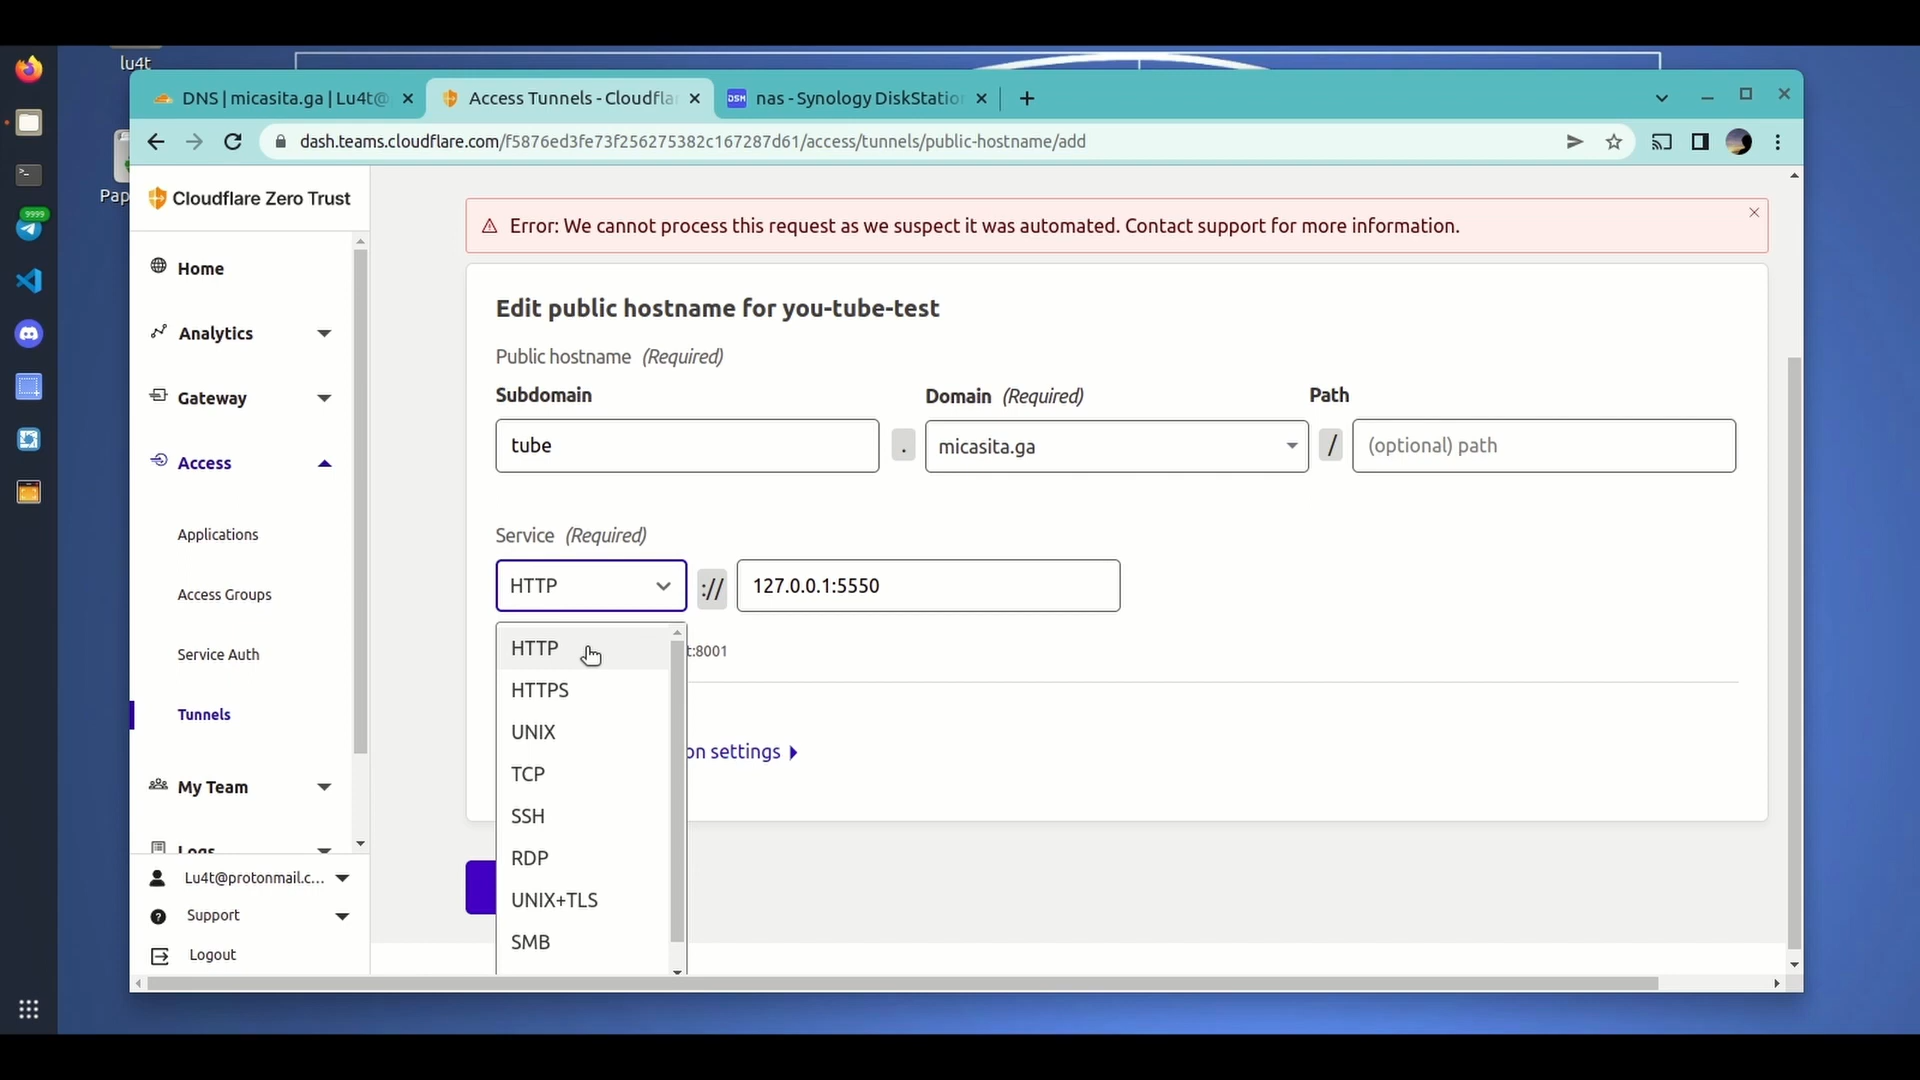 lu4t
Pap
9999
DNS | micasita.ga | Lu4t@
Access Tunnels - Cloudfla
DSM
nas - Synology DiskStatio
dash.teams.cloudflare.com/f5876ed3fe73f256275382c167287d61/access/tunnels/public-hostname/add
Cloudflare Zero Trust
Home
Analytics
Gateway
Access
Applications
Access Groups
Service Auth
Tunnels
My Team
Logs
Lu4t@protonmail.c...
Support
Logout
Error: We cannot process this request as we suspect it was automated. Contact support for more information.
Edit public hostname for you-tube-test
Public hostname (Required)
Subdomain
Domain (Required)
Path
tube
.
micasita.ga
/
(optional) path
Service (Required)
HTTP
://
127.0.0.1:5550
t:8001
HTTP
HTTPS
UNIX
TCP
SSH
RDP
UNIX+TLS
SMB
on settings